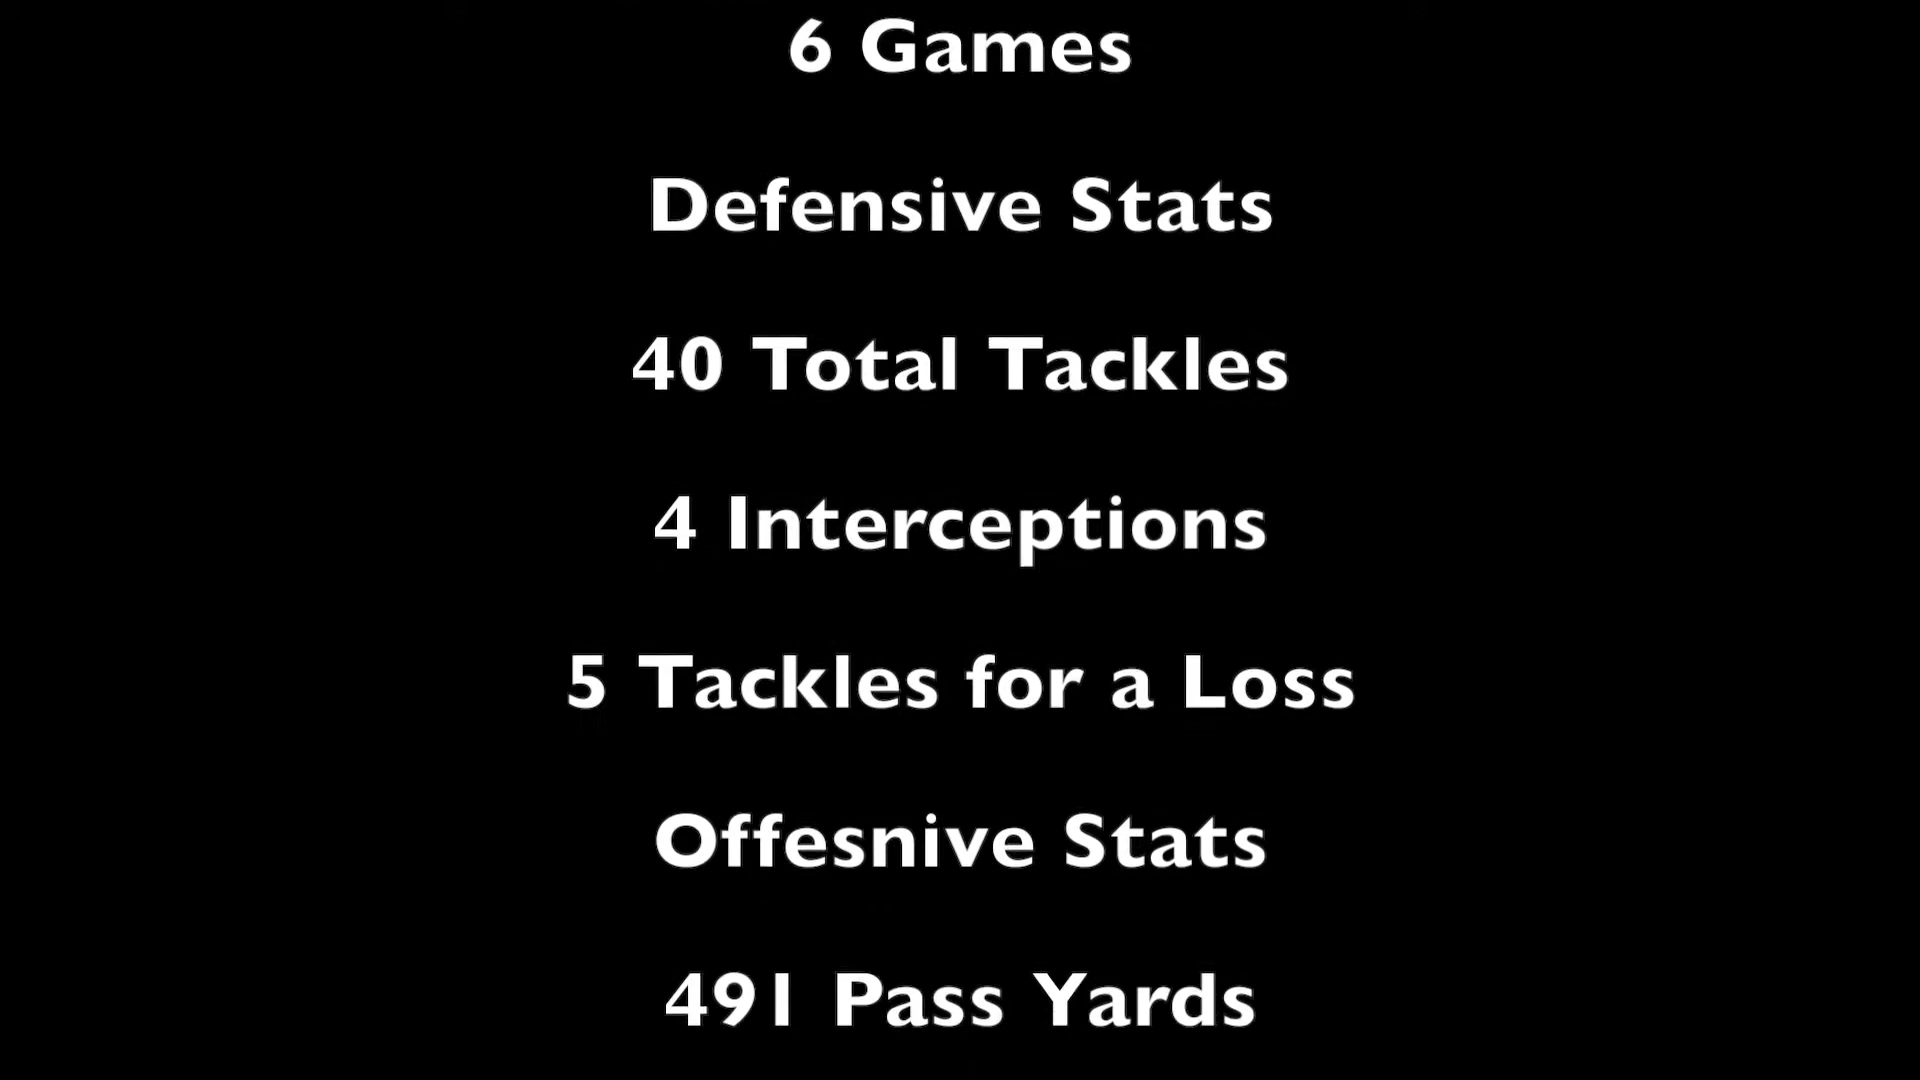 6 Games
Defensive Stats
40 Total Tackles
4 Interceptions
5 Tackles for a Loss
Offesnive Stats
491 Pass Yards